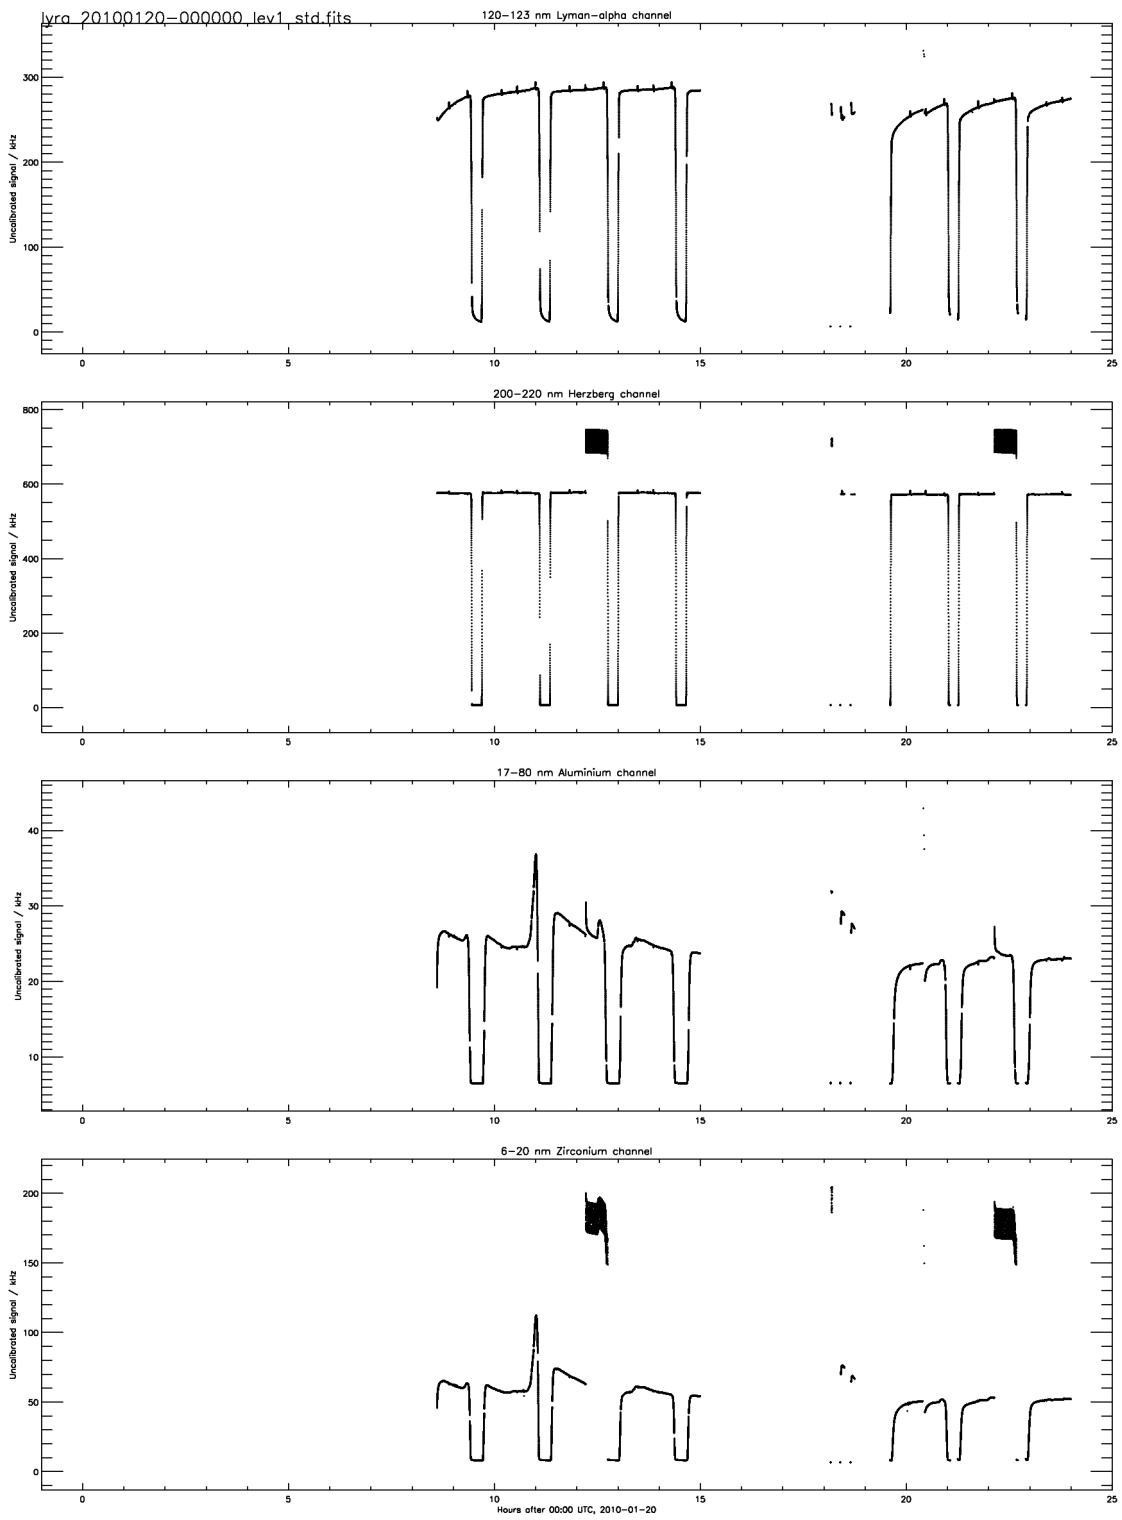 lyra_20100120-000000_lev1_std.fits
120-123 nm Lyman-alpha channel
Uncalibrated signal / kHz
300
200
100
0
0 5 10 15 20 25
200-220 nm Herzberg channel
Uncalibrated signal / kHz
800
600
400
200
0
0 5 10 15 20 25
17-80 nm Aluminium channel
Uncalibrated signal / kHz
40
30
20
10
0 5 10 15 20 25
6-20 nm Zirconium channel
Uncalibrated signal / kHz
200
150
100
50
0
0 5 10 15 20 25
Hours after 00:00 UTC, 2010-01-20